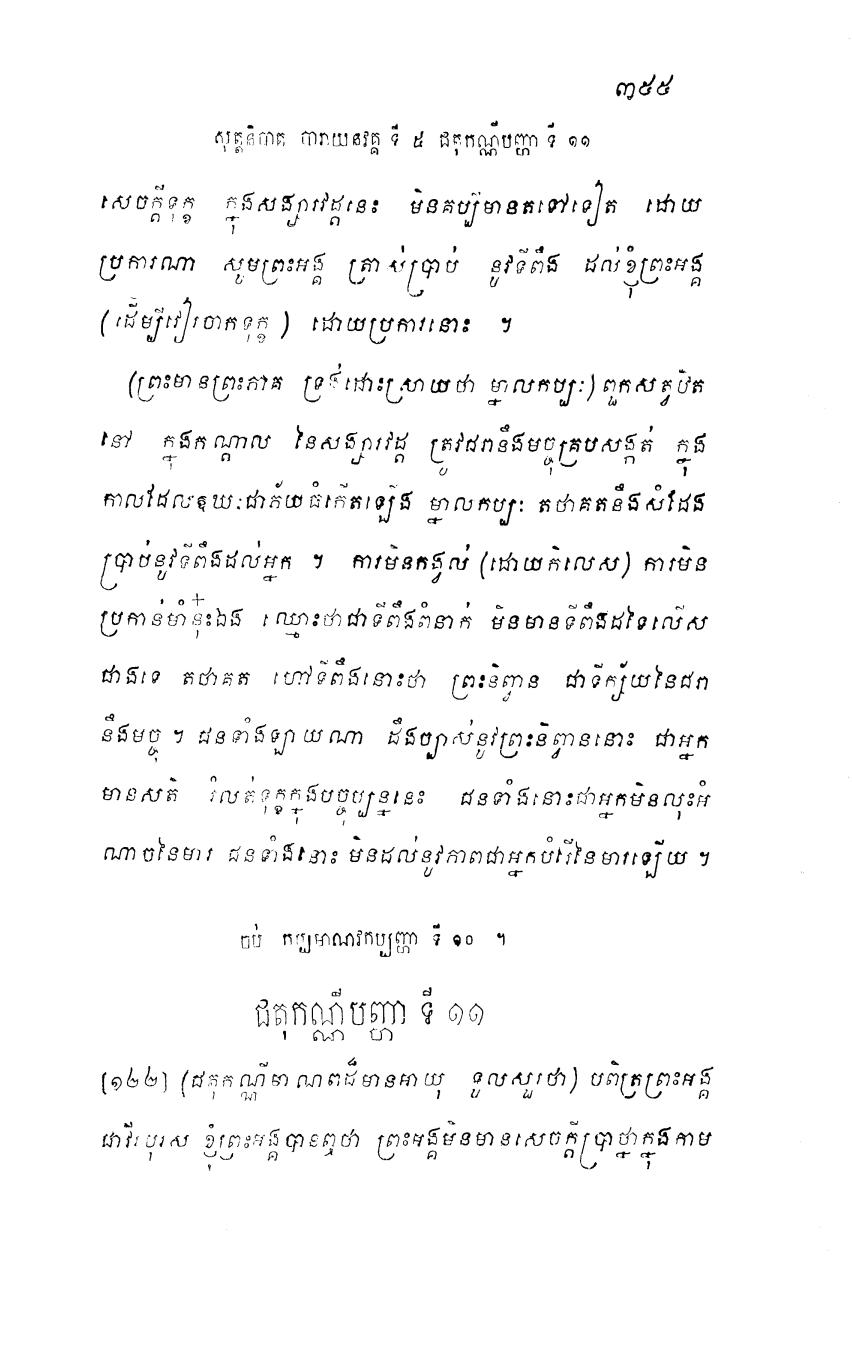 ៣៥៥
សុត្តនិបាត បារាយនវគ្គ ទី ៥ ជតុកណ្ណីបញ្ហា ទី ១១
សេចក្តីទុក្ខ ក្នុងសង្សារវដ្តនេះ មិនគប្បីមានតទៅទៀត ដោយ
ប្រការណា សូមព្រះអង្គ ត្រាស់ប្រាប់ នូវទីពឹង ដល់ខ្ញុំព្រះអង្គ
(ដើម្បីវៀរចាកទុក្ខ) ដោយប្រការនោះ ។
(ព្រះមានព្រះភាគ ទ្រង់ដោះស្រាយថា ម្នាលកប្បៈ) ពួកសត្វឋិត
នៅ ក្នុងកណ្តាល នៃសង្សារវដ្ត ត្រូវជរានឹងមច្ចុគ្របសង្កត់ ក្នុង
កាលដែលឱឃៈជាភ័យធំកើតឡើង ម្នាលកប្បៈ តថាគតនឹងសំដែង
ប្រាប់នូវទីពឹងដល់អ្នក ។ ការមិនកង្វល់ (ដោយកិលេស) ការមិន
ប្រកាន់មាំនុ៎ះឯង ឈ្មោះថាជាទីពឹងពំនាក់ មិនមានទីពឹងដទៃលើស
ជាងទេ តថាគត ហៅទីពឹងនោះថា ព្រះនិព្វាន ជាទីក្ស័យនៃជរា
នឹងមច្ចុ ។ ជនទាំងឡាយណា ដឹងច្បាស់នូវព្រះនិព្វាននោះ ជាអ្នក
មានសតិ រំលត់ទុក្ខក្នុងបច្ចុប្បន្ននេះ ជនទាំងនោះជាអ្នកមិនលុះអំ
ណាចនៃមារ ជនទាំងនោះ មិនដល់នូវភាពជាអ្នកបំរើនៃមារឡើយ ។
ចប់ កប្បមាណវកប្បញ្ហា ទី ១០ ។
ជតុកណ្ណីបញ្ហា ទី ១១
[១២២] (ជតុកណ្ណីមាណពដ៏មានអាយុ ទូលសួរថា) បពិត្រព្រះអង្គ
ជាវីរបុរស ខ្ញុំព្រះអង្គបានឮថា ព្រះអង្គមិនមានសេចក្តីប្រាថ្នាក្នុងកាម